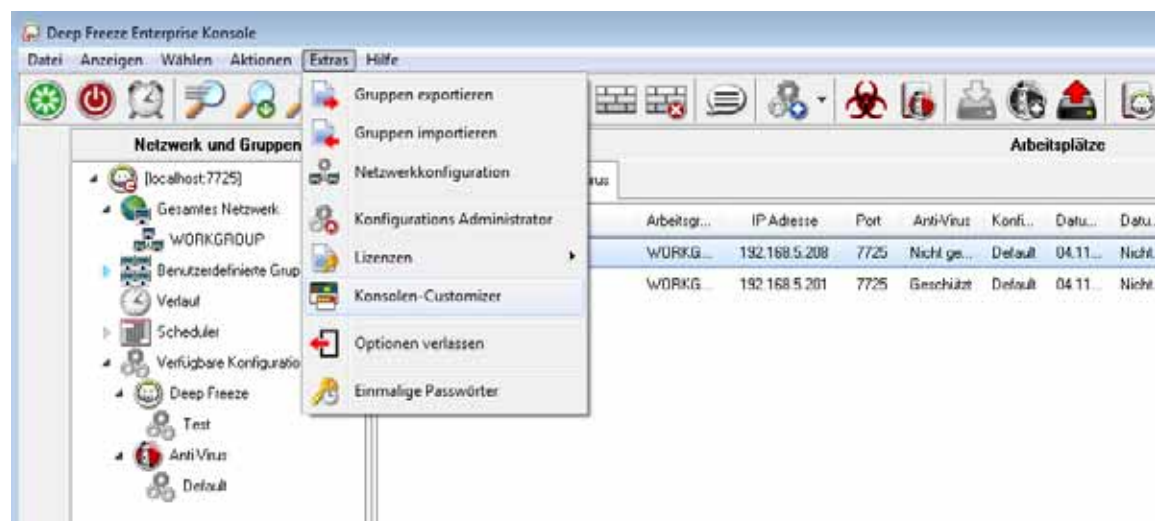 Deep Freeze Enterprise Konsole
Datei Anzeigen Wählen Aktionen Extras Hilfe
Gruppen exportieren
Gruppen importieren
Netzwerkkonfiguration
Konfigurations Administrator
Lizenzen
Konsolen-Customizer
Optionen verlassen
Einmalige Passwörter
Netzwerk und Gruppen
[localhost:7725]
Gesamtes Netzwerk
WORKGROUP
Benutzerdefinierte Grup
Verlauf
Scheduler
Verfügbare Konfiguratio
Deep Freeze
Test
Anti-Virus
Default
Arbeitsplätze
rus
Arbeitsgr... IP Adresse Port Anti-Virus Konfi... Datu... Datu.
WORKG... 192.168.5.208 7725 Nicht ge... Default 04.11... Nicht.
WORKG... 192.168.5.201 7725 Geschützt Default 04.11... Nicht.